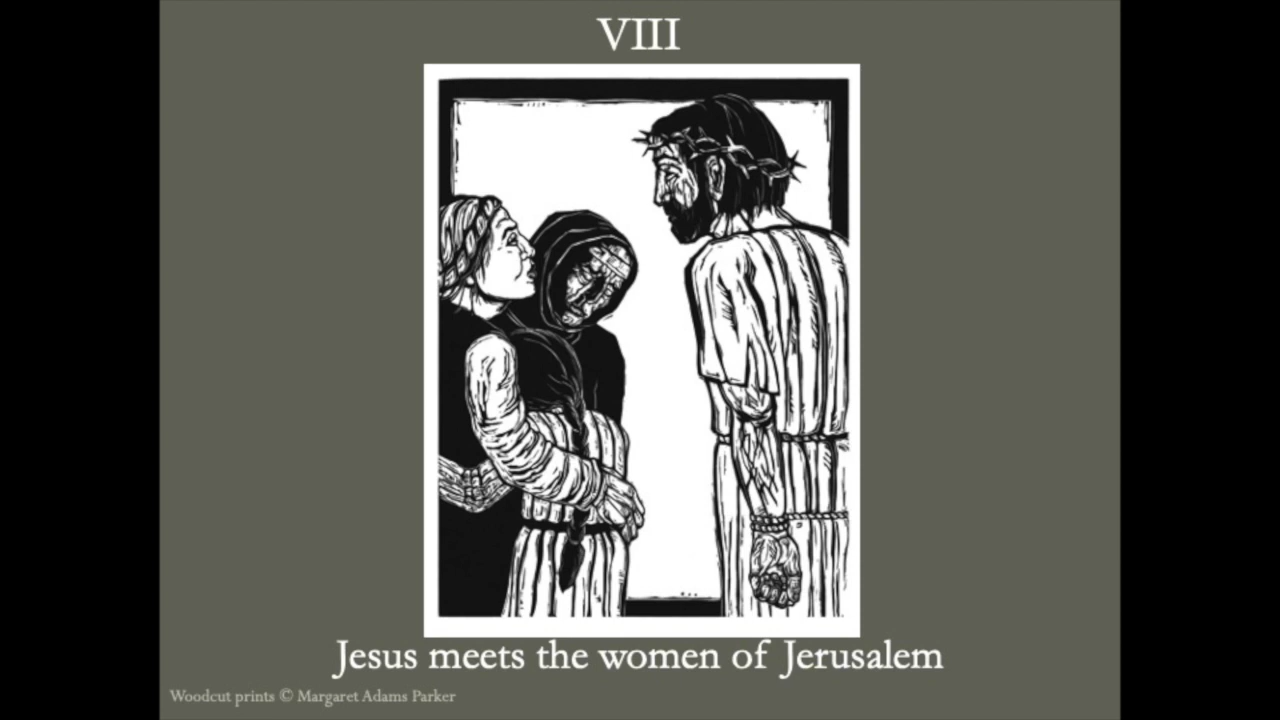 VIII
Jesus meets the women of Jerusalem
Woodcut prints © Margaret Adams Parker